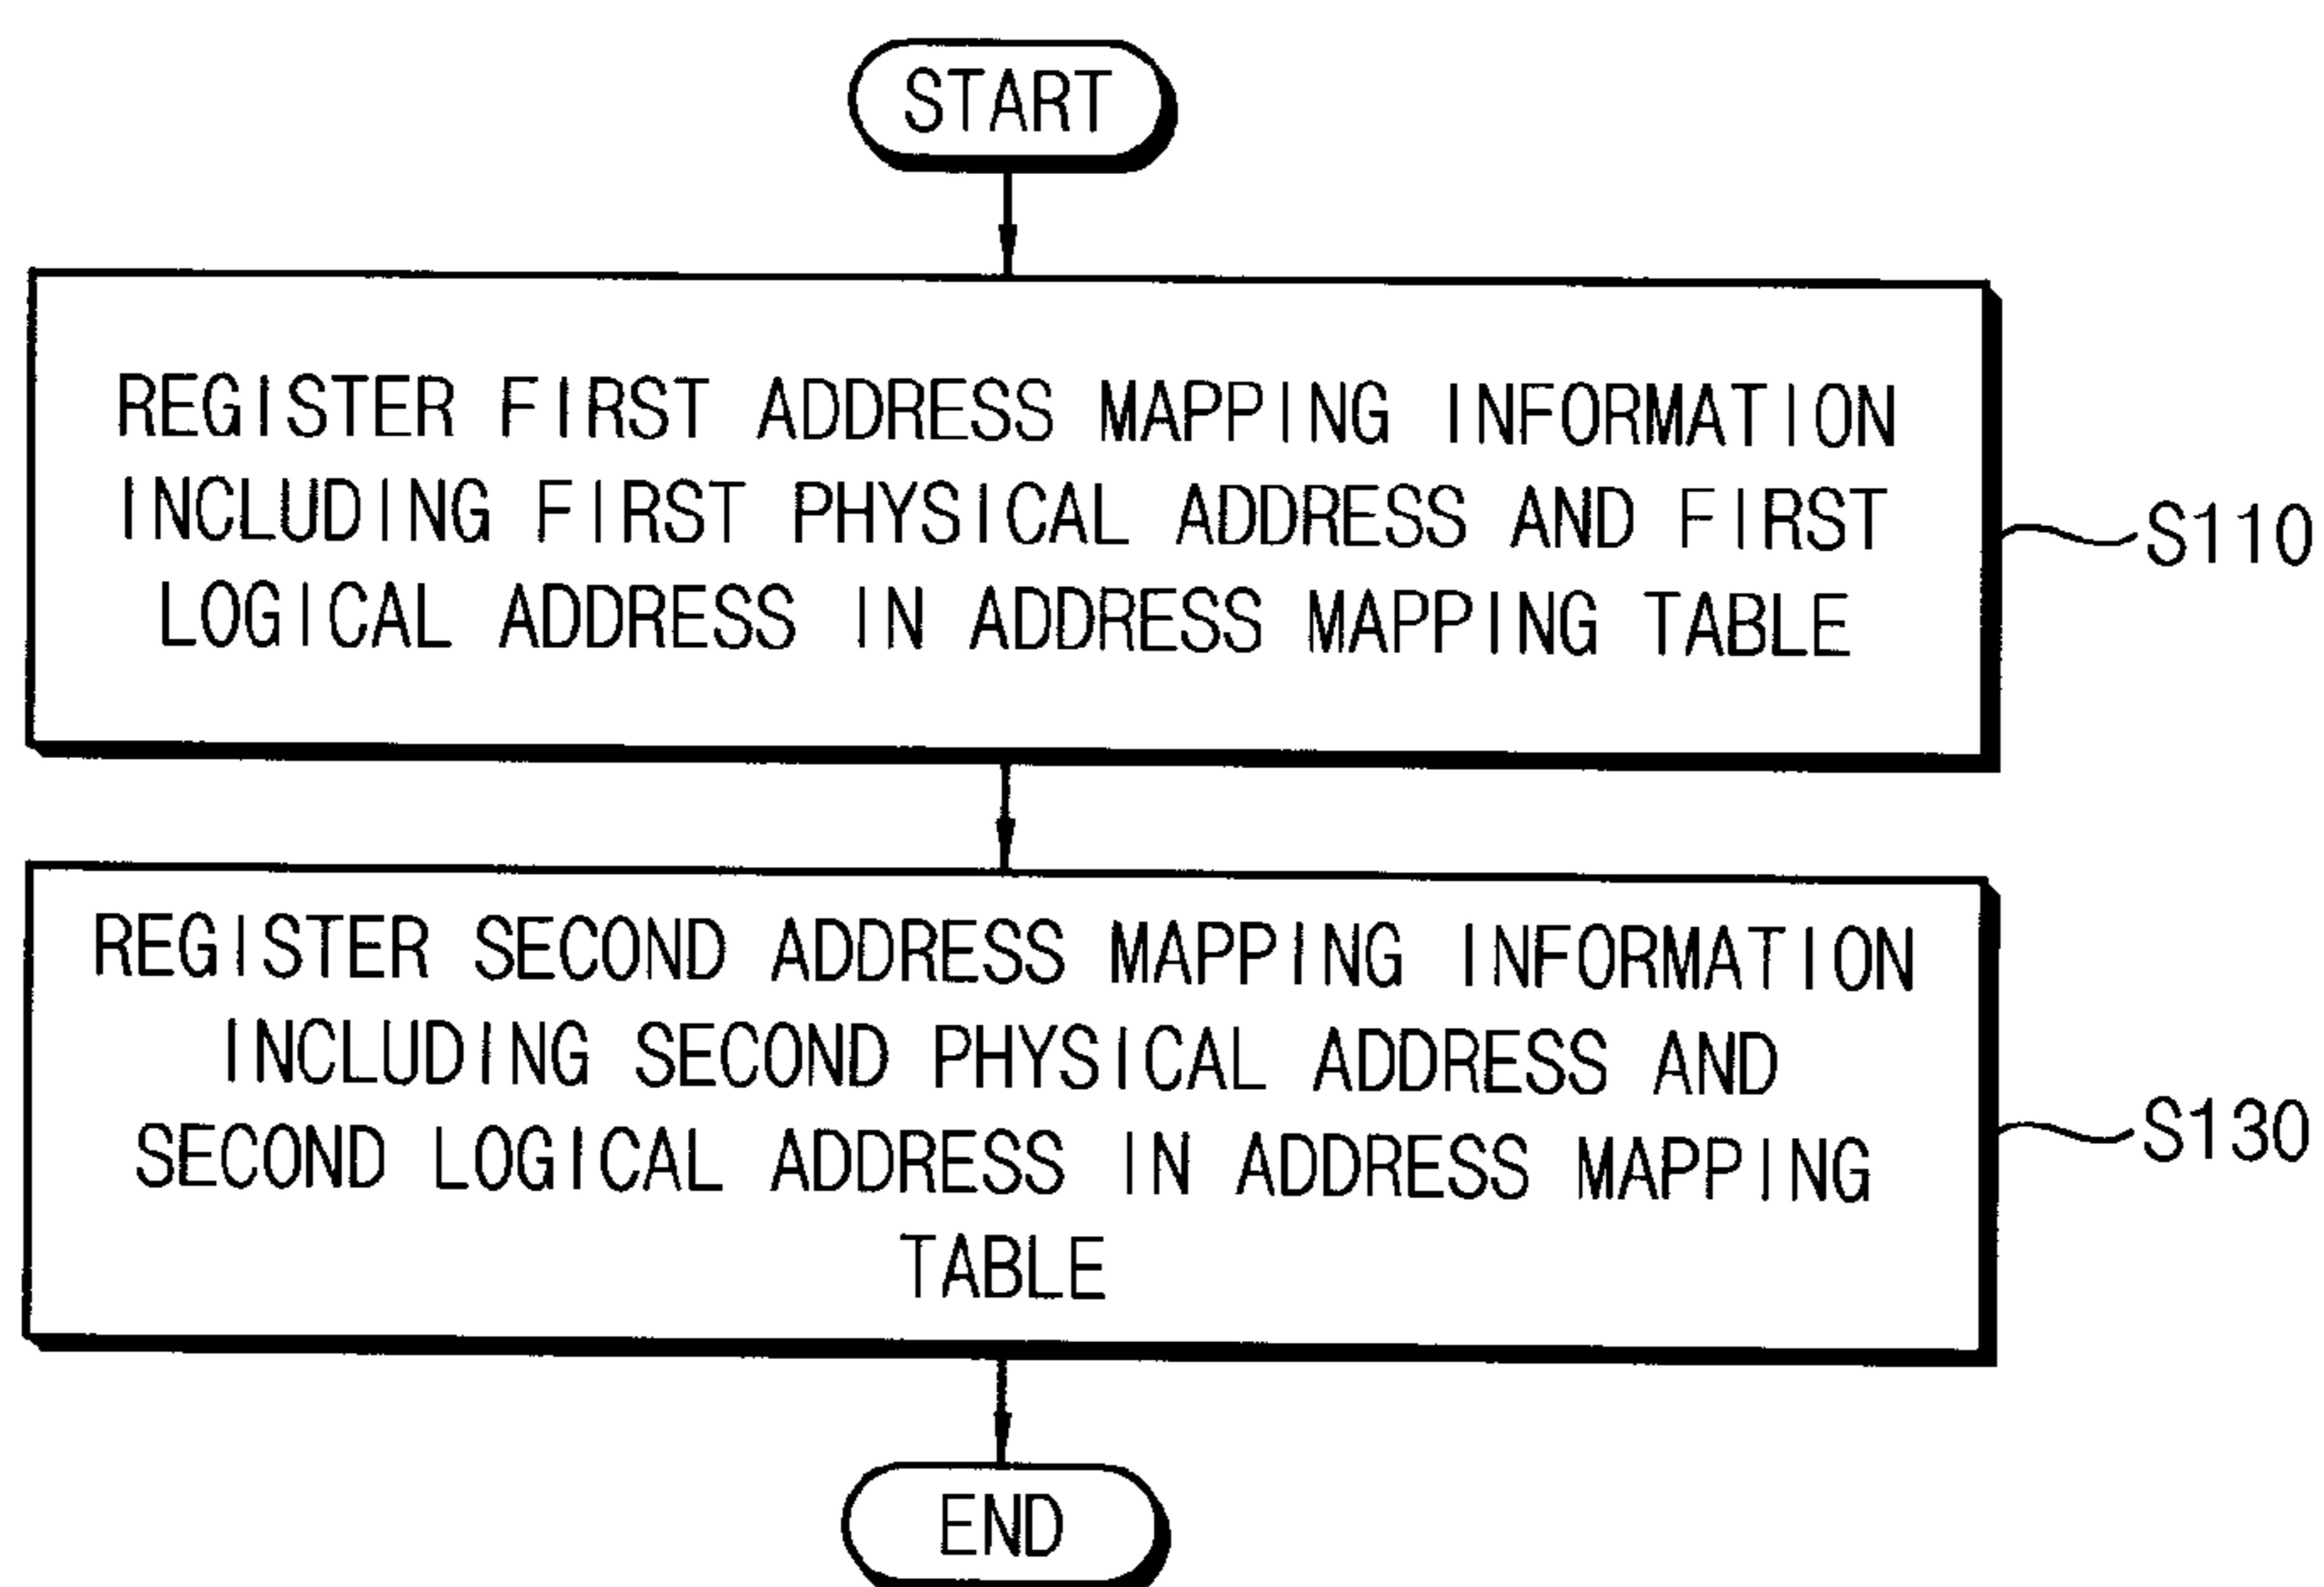 START
REGISTER FIRST ADDRESS MAPPING INFORMATION
INCLUDING FIRST PHYSICAL ADDRESS AND FIRST
LOGICAL ADDRESS IN ADDRESS MAPPING TABLE
S110
REGISTER SECOND ADDRESS MAPPING INFORMATION
INCLUDING SECOND PHYSICAL ADDRESS AND
SECOND LOGICAL ADDRESS IN ADDRESS MAPPING
TABLE
S130
END